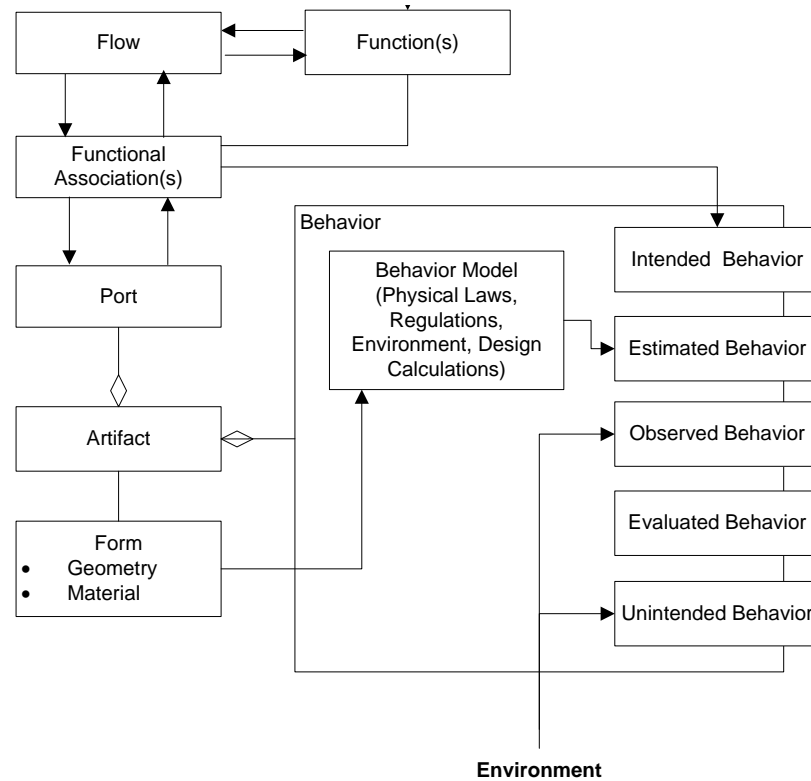 Flow
Function(s)
Functional
Association(s)
Port
Artifact
Form
• Geometry
• Material
Behavior
Behavior Model
(Physical Laws,
Regulations,
Environment, Design
Calculations)
Intended Behavior
Estimated Behavior
Observed Behavior
Evaluated Behavior
Unintended Behavior
Environment